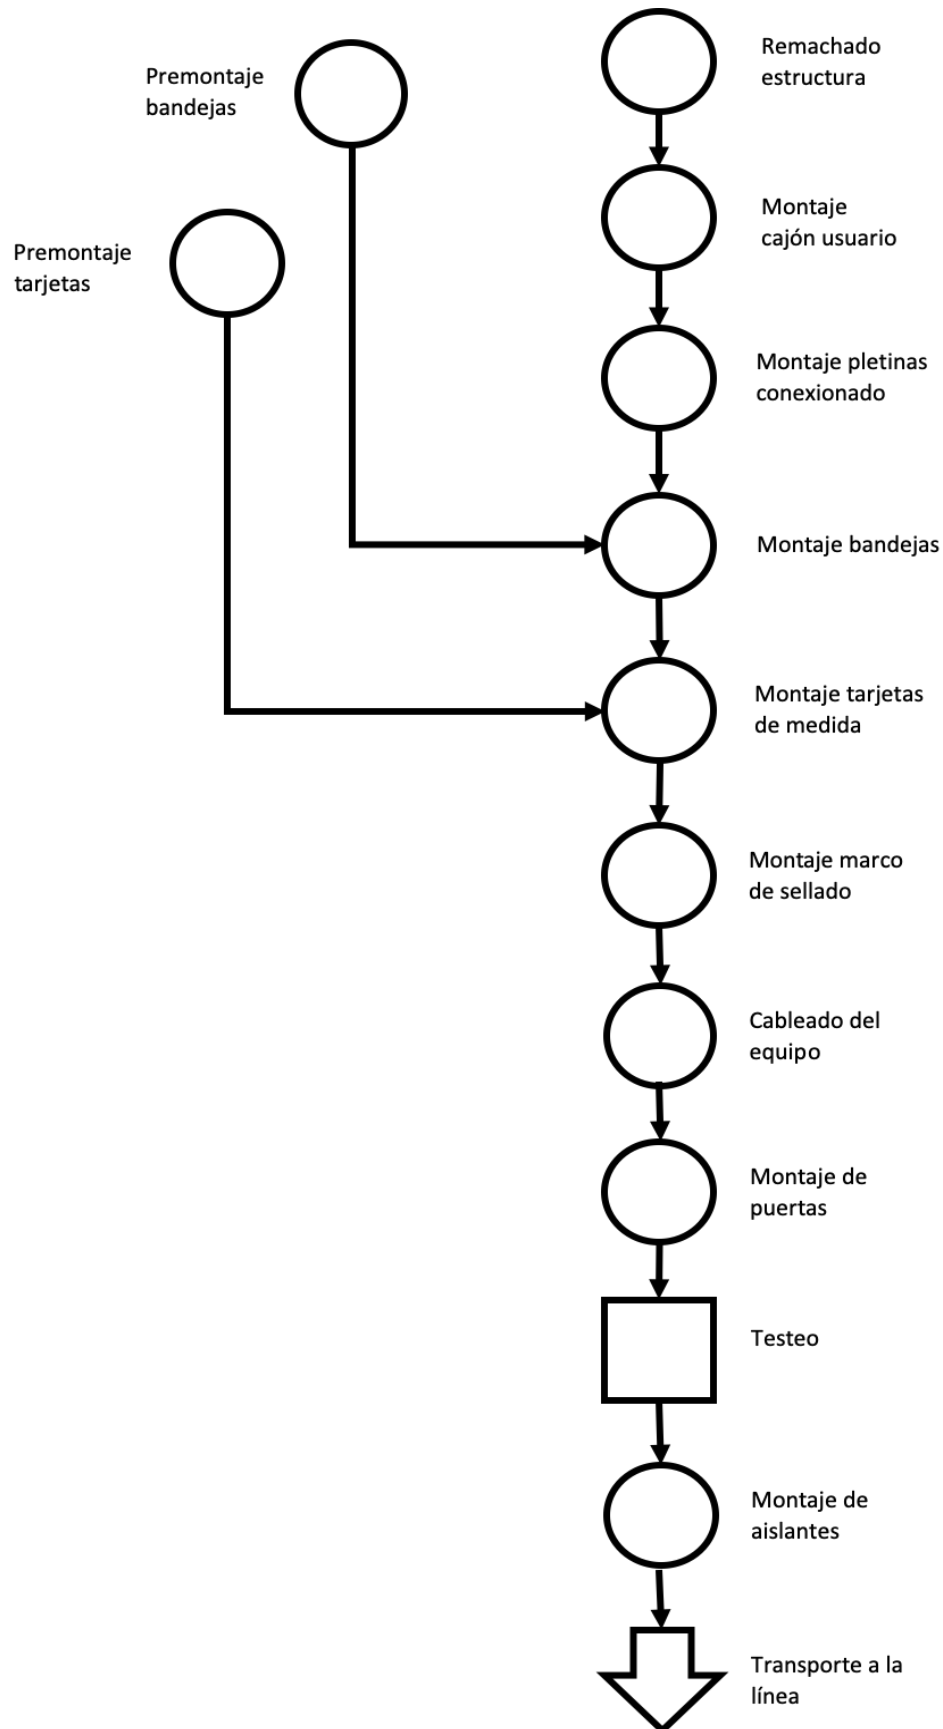 Remachado
estructura
Premontaje
bandejas
Montaje
cajón usuario
Premontaje
tarjetas
Montaje pletinas
conexionado
Montaje bandejas
Montaje tarjetas
de medida
Montaje marco
de sellado
Cableado del
equipo
Montaje de
puertas
Testeo
Montaje de
aislantes
Transporte a la
línea